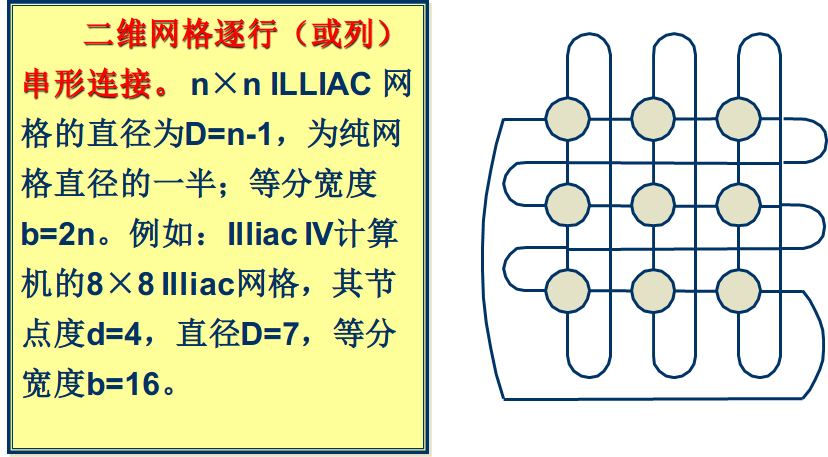 二维网格逐行（或列）
串形连接。n×n ILLIAC 网
格的直径为D=n-1，为纯网
格直径的一半；等分宽度
b=2n。例如：Illiac IV计算
机的8×8 Illiac网格，其节
点度d=4，直径D=7，等分
宽度b=16。